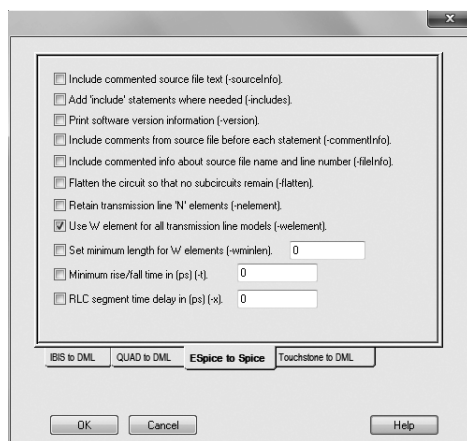 Include commented source file text (-sourceInfo).
Add 'include' statements where needed (-includes).
Print software version information (-version).
Include comments from source file before each statement (-commentInfo).
Include commented info about source file name and line number (-fileInfo).
Flatten the circuit so that no subcircuits remain (-flatten).
Retain transmission line 'N' elements (-nelement).
Use W element for all transmission line models (-welement).
Set minimum length for W elements (-wminlen). 0
Minimum rise/fall time in (ps) (-t). 0
RLC segment time delay in (ps) (-x). 0
IBIS to DML QUAD to DML ESpice to Spice Touchstone to DML
OK Cancel Help